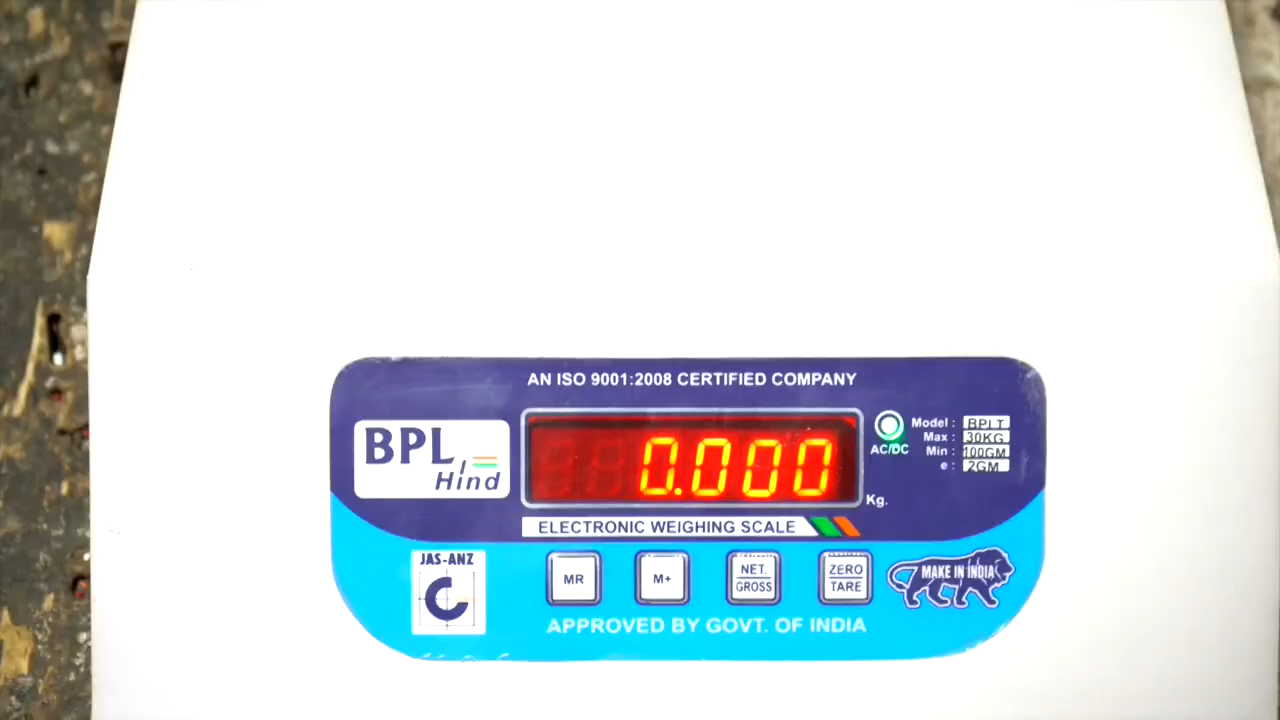 AN ISO 9001:2008 CERTIFIED COMPANY
BPL
Hind
0.000
Kg.
AC/DC
Model : BPLT
Max : 30KG
Min : 100GM
e : 2GM
ELECTRONIC WEIGHING SCALE
JAS-ANZ
MR
M+
NET.
GROSS
ZERO
TARE
MAKE IN INDIA
APPROVED BY GOVT. OF INDIA